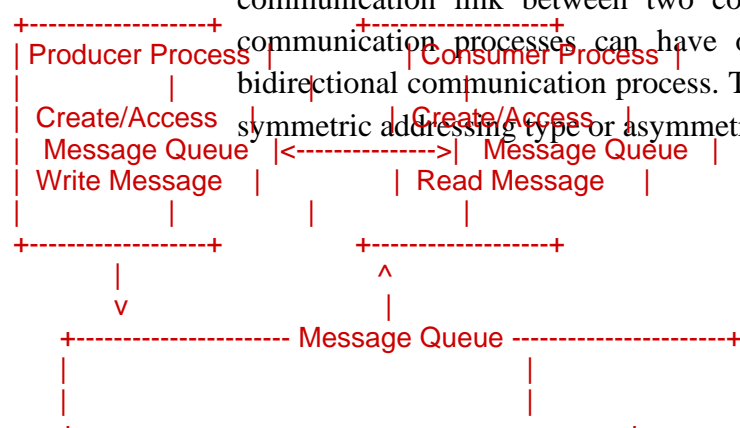 communication link between two co
+-------------------+ +------------------+
| Producer Process | | Consumer Process |
communication processes can have o
| | | |
bidirectional communication process. T
| Create/Access | | Create/Access |
symmetric addressing type or asymmetri
| Message Queue |<-------------->| Message Queue |
| Write Message | | Read Message |
| | | |
+-------------------+ +------------------+
| ^
v |
+----------------------- Message Queue ------------------------+
| |
| |